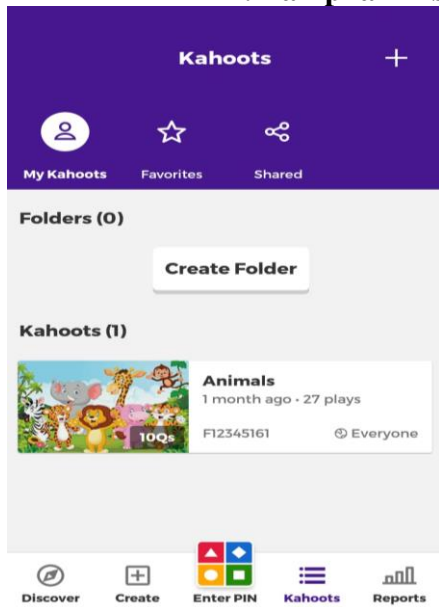 Kahoots
My Kahoots Favorites Shared
Folders (0)
Create Folder
Kahoots (1)
Animals
1 month ago · 27 plays
10Qs
F12345161 Everyone
Discover Create Enter PIN Kahoots Reports